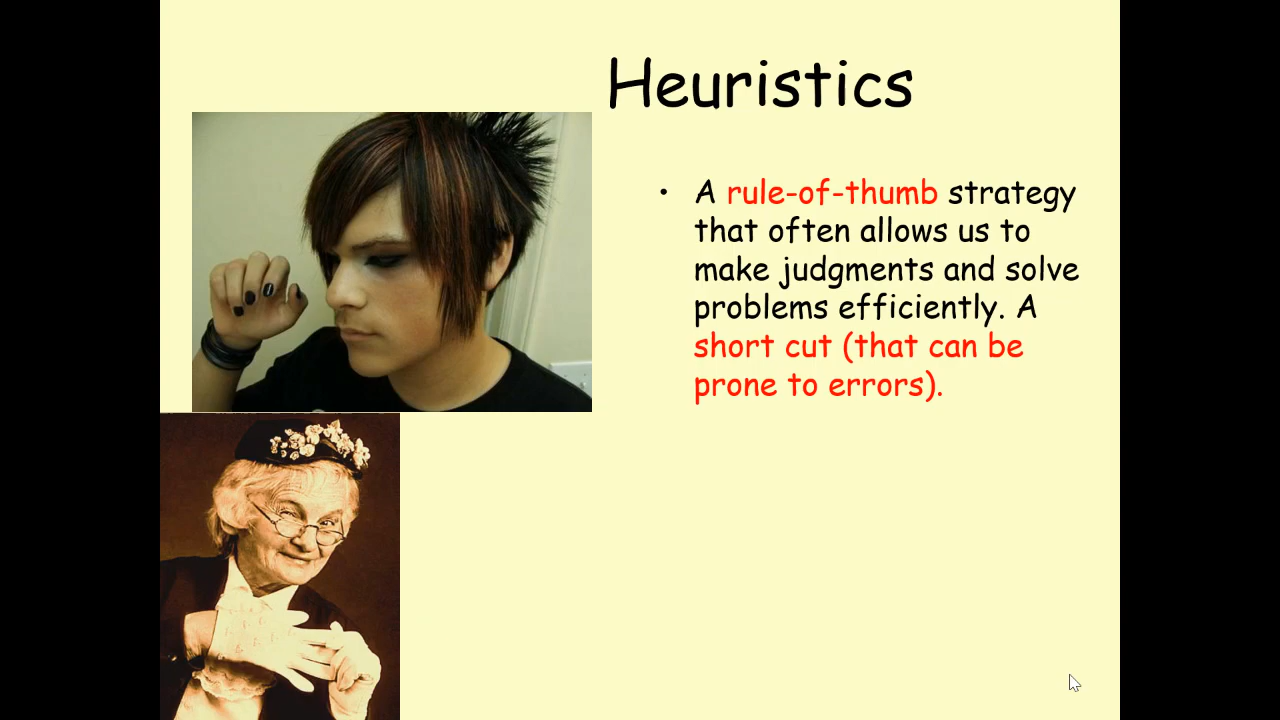 Heuristics
• A rule-of-thumb strategy
that often allows us to
make judgments and solve
problems efficiently. A
short cut (that can be
prone to errors).